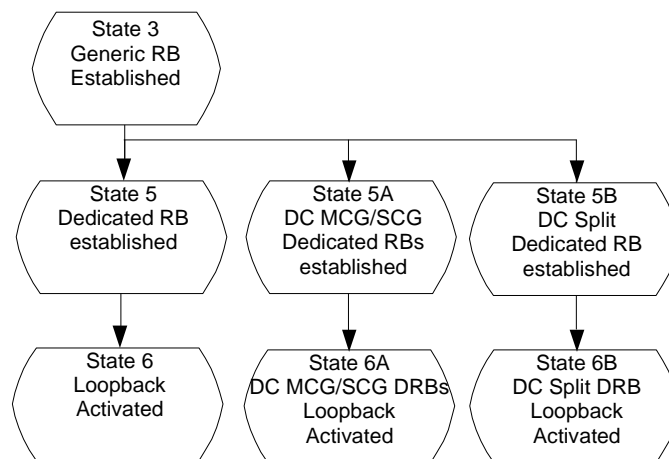 State 3
Generic RB
Established
State 5
Dedicated RB
established
State 5A
DC MCG/SCG
Dedicated RBs
established
State 5B
DC Split
Dedicated RB
established
State 6
Loopback
Activated
State 6A
DC MCG/SCG DRBs
Loopback
Activated
State 6B
DC Split DRB
Loopback
Activated